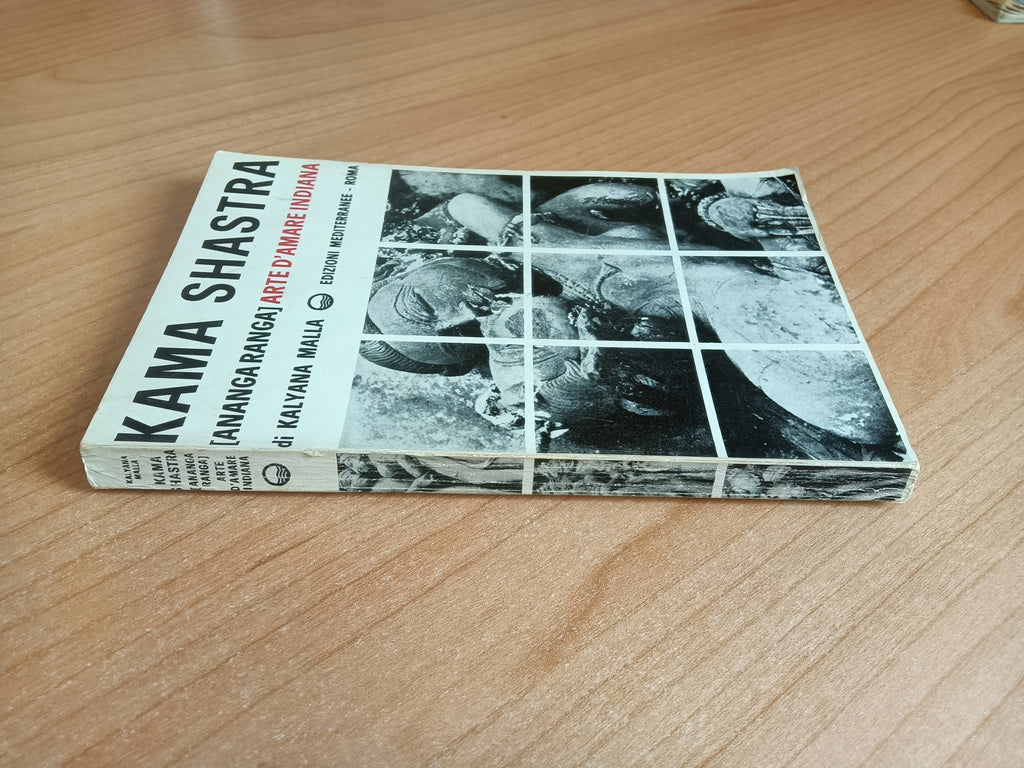 KAMA SHASTRA
[ANANGA RANGA] ARTE D'AMARE INDIANA
di KALYANA MALLA
EDIZIONI MEDITERRANEE - ROMA
KALYANA
MALLA
KAMA
SHASTRA
[ANANGA
RANGA]
ARTE
D'AMARE
INDIANA